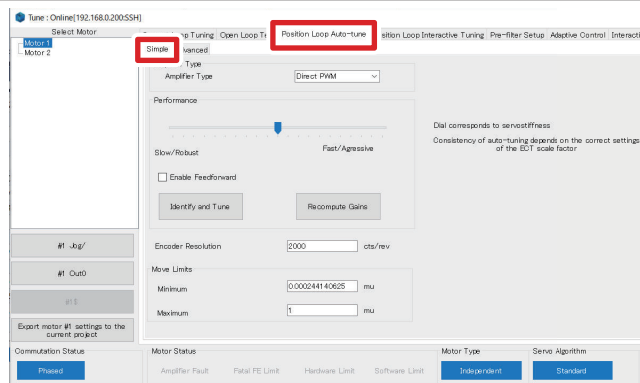 Tune : Online[192.168.0.200:SSH]
Select Motor
Motor 1
Motor 2
Tuning
Open Loop
Position Loop Auto-tune
Loop Interactive Tuning
Pre-filter Setup
Adaptive Control
Simple
Type
Amplifier Type
Direct PWM
Performance
Slow/Robust
Fast/Agressive
Dial corresponds to servostiffness
Consistency of auto-tuning depends on the correct settings
of the ECT scale factor
Enable Feedforward
Identify and Tune
Recompute Gains
#1 Jog/
Encoder Resolution
2000
cts/rev
#1 Out0
Move Limits
Minimum
0.000244140625
mu
Maximum
1
mu
Export motor #1 settings to the
current project
Commutation Status
Motor Status
Motor Type
Servo Algorithm
Phased
Amplifier Fault
Fatal FE Limit
Hardware Limit
Software Limit
Independent
Standard